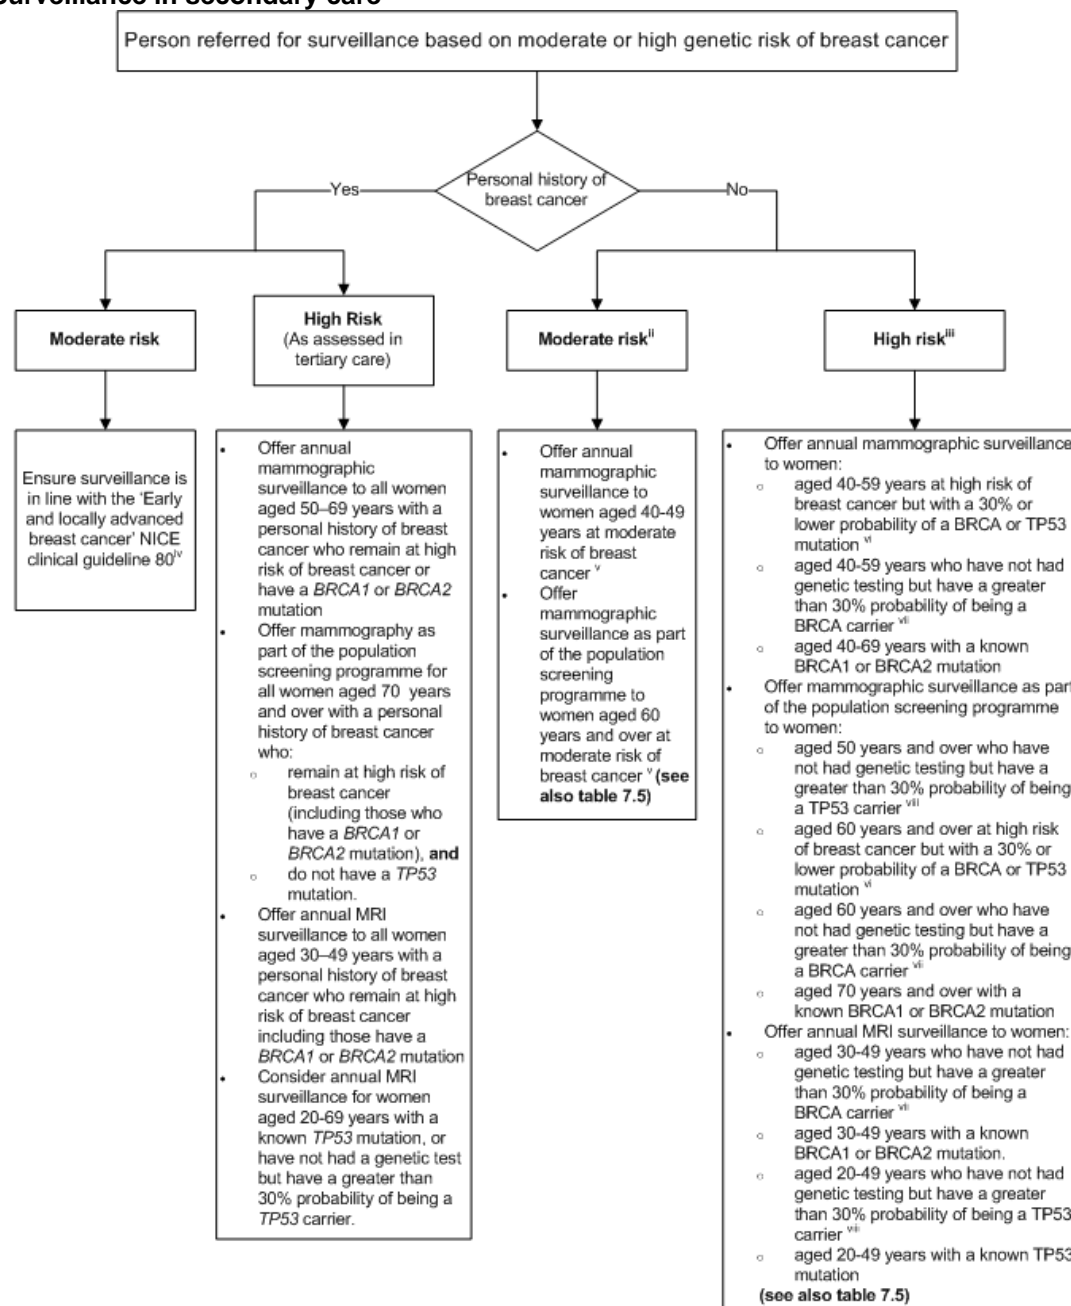 Surveillance in secondary care
Person referred for surveillance based on moderate or high genetic risk of breast cancer
Personal history of
breast cancer
Yes
No
Moderate risk
High Risk
(As assessed in
tertiary care)
Moderate risk ii
High risk iii
Ensure surveillance is
in line with the 'Early
and locally advanced
breast cancer' NICE
clinical guideline 80 iv
• Offer annual
mammographic
surveillance to all women
aged 50–69 years with a
personal history of breast
cancer who remain at high
risk of breast cancer or
have a BRCA1 or BRCA2
mutation
• Offer mammography as
part of the population
screening programme for
all women aged 70 years
and over with a personal
history of breast cancer
who:
o remain at high risk of
breast cancer
(including those who
have a BRCA1 or
BRCA2 mutation), and
o do not have a TP53
mutation.
• Offer annual MRI
surveillance to all women
aged 30–49 years with a
personal history of breast
cancer who remain at high
risk of breast cancer
including those have a
BRCA1 or BRCA2 mutation
• Consider annual MRI
surveillance for women
aged 20-69 years with a
known TP53 mutation, or
have not had a genetic test
but have a greater than
30% probability of being a
TP53 carrier.
• Offer annual
mammographic
surveillance to
women aged 40-49
years at moderate
risk of breast
cancer v
• Offer
mammographic
surveillance as part
of the population
screening
programme to
women aged 60
years and over at
moderate risk of
breast cancer v (see
also table 7.5)
• Offer annual mammographic surveillance
to women:
o aged 40-59 years at high risk of
breast cancer but with a 30% or
lower probability of a BRCA or TP53
mutation vi
o aged 40-59 years who have not had
genetic testing but have a greater
than 30% probability of being a
BRCA carrier vii
o aged 40-69 years with a known
BRCA1 or BRCA2 mutation
• Offer mammographic surveillance as part
of the population screening programme
to women:
o aged 50 years and over who have
not had genetic testing but have a
greater than 30% probability of being
a TP53 carrier viii
o aged 60 years and over at high risk
of breast cancer but with a 30% or
lower probability of a BRCA or TP53
mutation vi
o aged 60 years and over who have
not had genetic testing but have a
greater than 30% probability of being
a BRCA carrier vii
o aged 70 years and over with a
known BRCA1 or BRCA2 mutation
• Offer annual MRI surveillance to women:
o aged 30-49 years who have not had
genetic testing but have a greater
than 30% probability of being a
BRCA carrier vii
o aged 30-49 years with a known
BRCA1 or BRCA2 mutation.
o aged 20-49 years who have not had
genetic testing but have a greater
than 30% probability of being a TP53
carrier viii
o aged 20-49 years with a known TP53
mutation
(see also table 7.5)